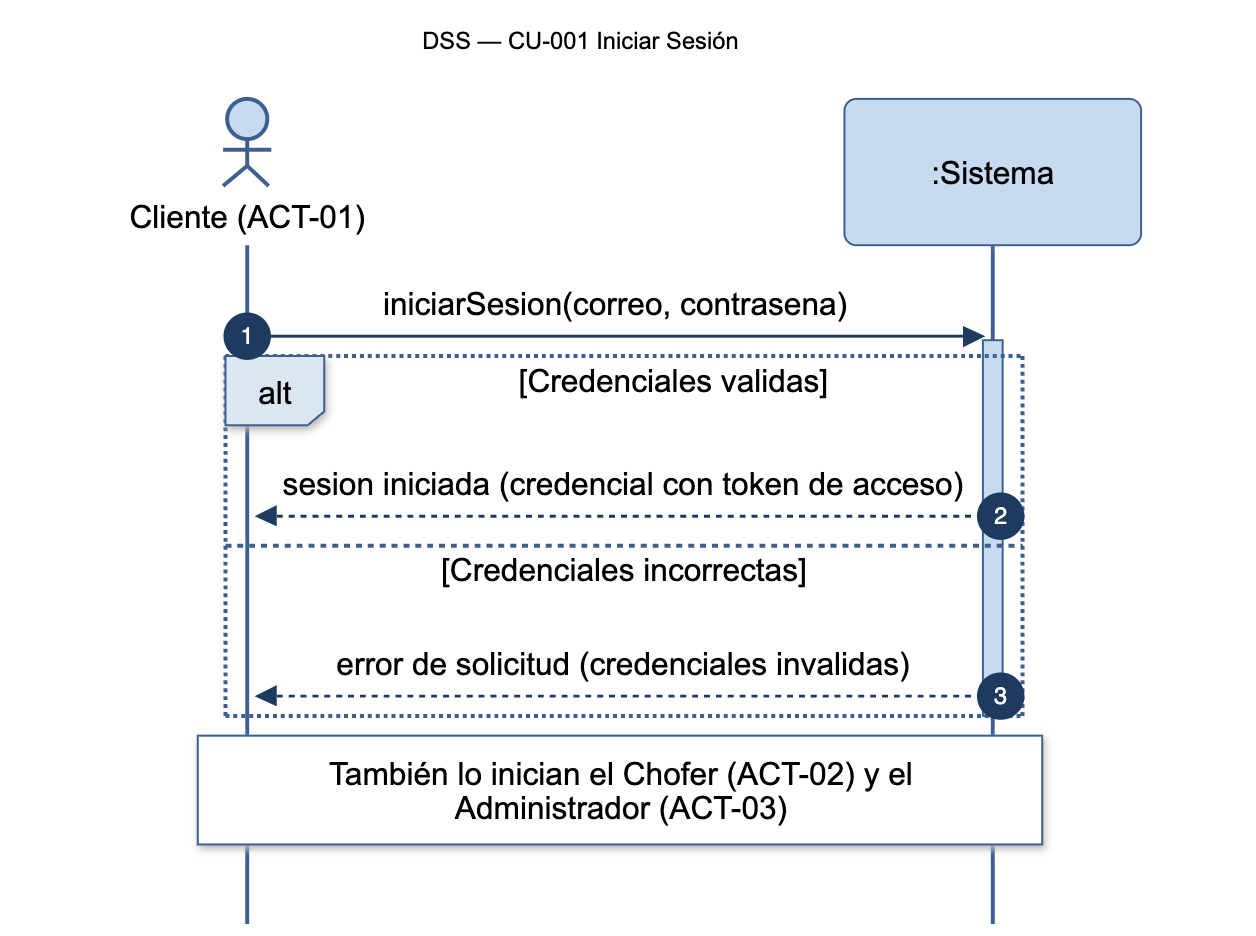 DSS — CU-001 Iniciar Sesión
Cliente (ACT-01)
:Sistema
iniciarSesion(correo, contrasena)
1
alt
[Credenciales validas]
sesion iniciada (credencial con token de acceso)
2
[Credenciales incorrectas]
error de solicitud (credenciales invalidas)
3
También lo inician el Chofer (ACT-02) y el
Administrador (ACT-03)